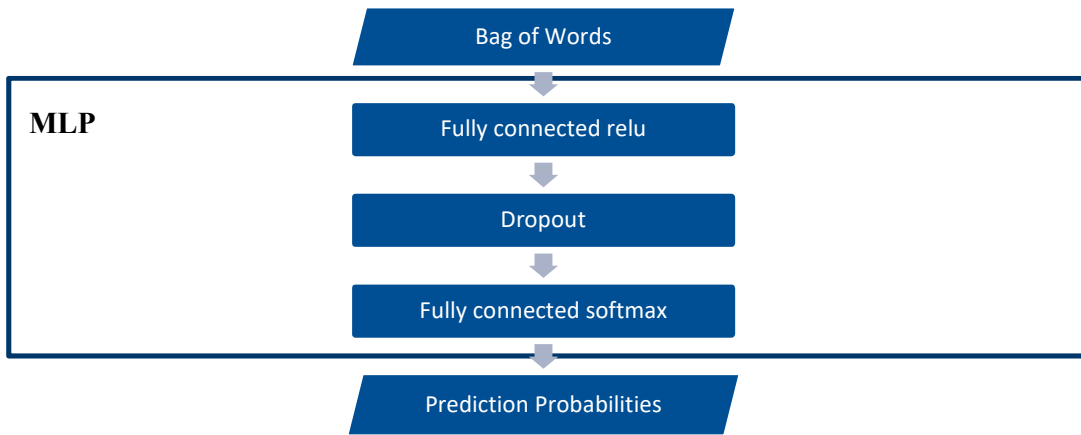 Bag of Words
MLP
Fully connected relu
Dropout
Fully connected softmax
Prediction Probabilities